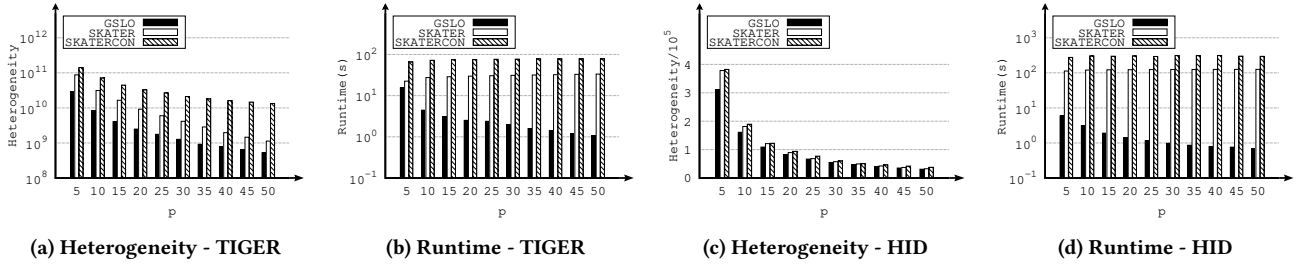 GSLO
SKATER
SKATERCON
Heterogeneity
10^12
10^11
10^10
10^9
10^8
5 10 15 20 25 30 35 40 45 50
p
(a) Heterogeneity - TIGER
GSLO
SKATER
SKATERCON
Runtime(s)
10^2
10^1
10^0
10^-1
5 10 15 20 25 30 35 40 45 50
p
(b) Runtime - TIGER
GSLO
SKATER
SKATERCON
Heterogeneity/10^5
4
3
2
1
0
5 10 15 20 25 30 35 40 45 50
p
(c) Heterogeneity - HID
GSLO
SKATER
SKATERCON
Runtime(s)
10^3
10^2
10^1
10^0
10^-1
5 10 15 20 25 30 35 40 45 50
p
(d) Runtime - HID